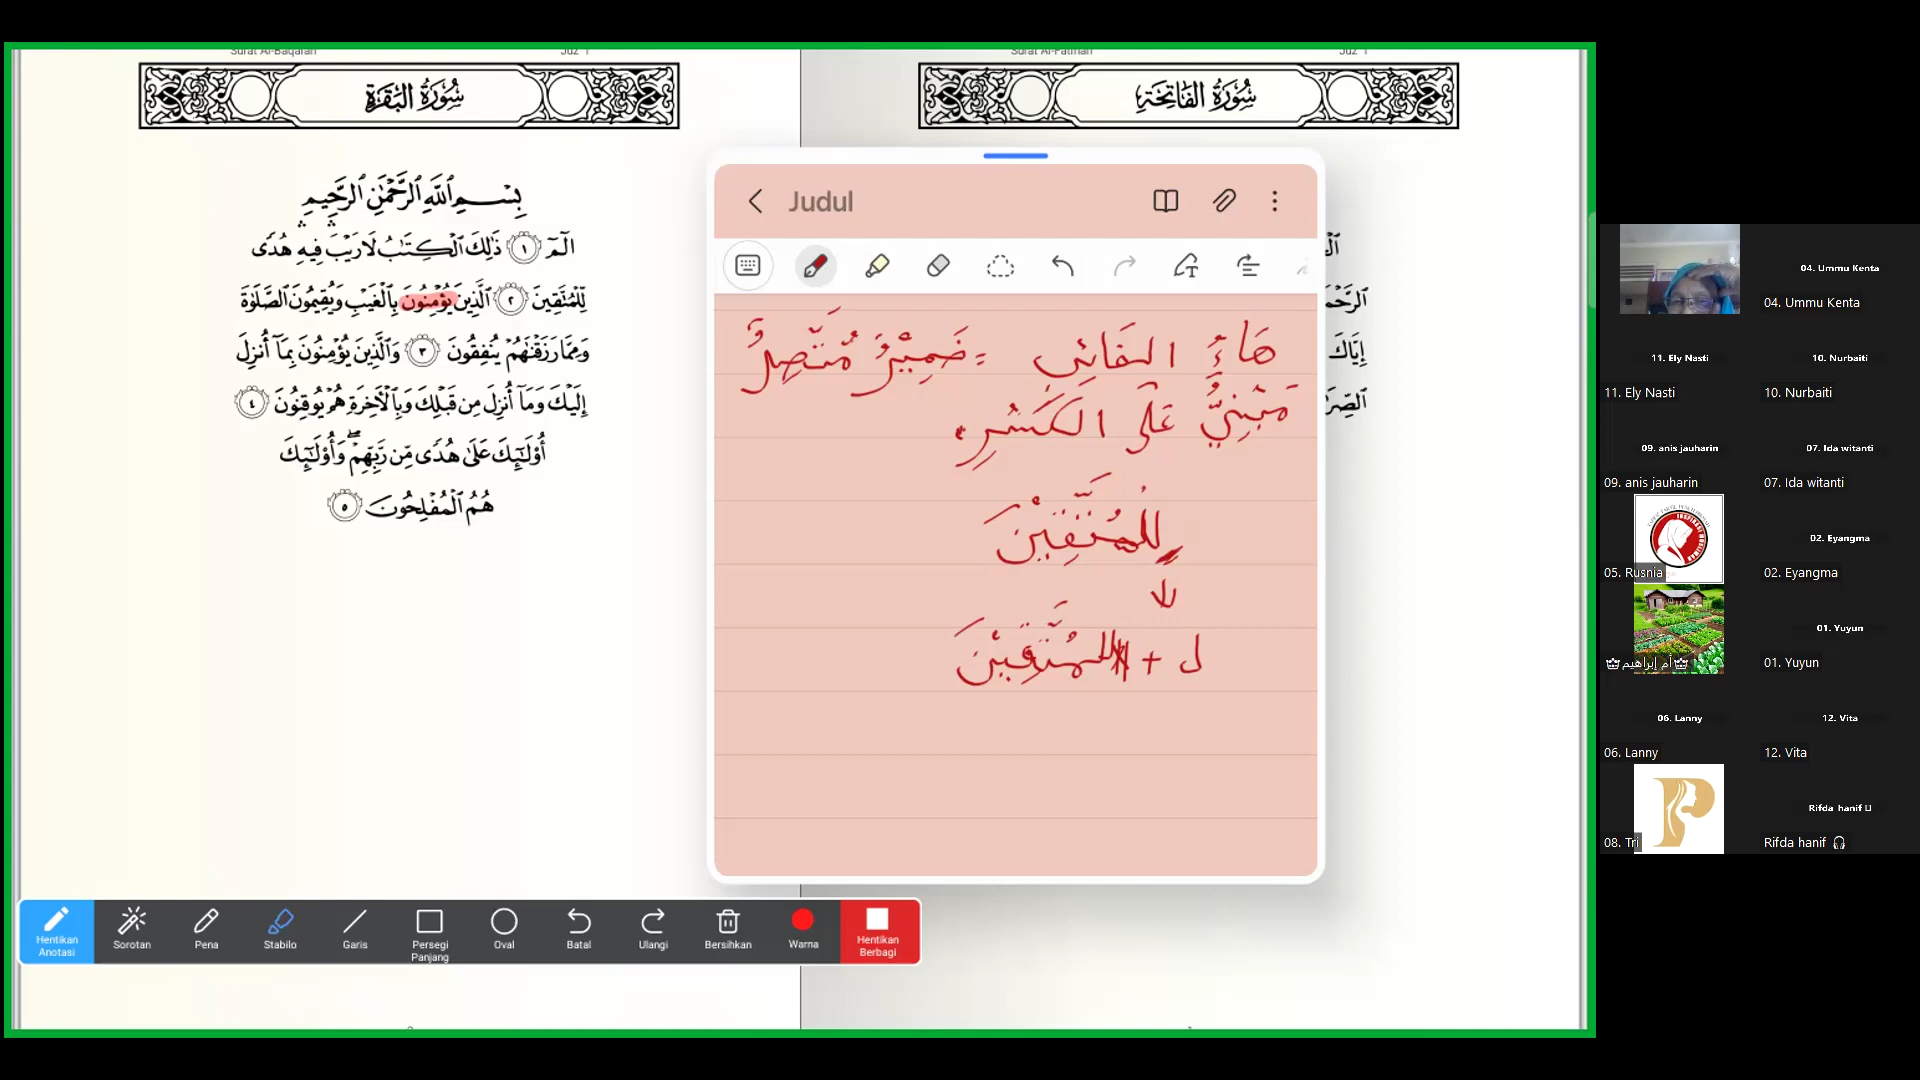 Surat Al-Baqarah
Juz 1
سُورَةُ البَقَرَةِ
بِسْمِ ٱللَّهِ ٱلرَّحْمَٰنِ ٱلرَّحِيمِ
الٓمٓ ١ ذَٰلِكَ ٱلْكِتَٰبُ لَا رَيْبَ ۛ فِيهِ ۛ هُدًى
لِّلْمُتَّقِينَ ٢ ٱلَّذِينَ يُؤْمِنُونَ بِٱلْغَيْبِ وَيُقِيمُونَ ٱلصَّلَوٰةَ
وَمِمَّا رَزَقْنَٰهُمْ يُنفِقُونَ ٣ وَٱلَّذِينَ يُؤْمِنُونَ بِمَآ أُنزِلَ
إِلَيْكَ وَمَآ أُنزِلَ مِن قَبْلِكَ وَبِٱلْءَاخِرَةِ هُمْ يُوقِنُونَ ٤
أُو۟لَٰٓئِكَ عَلَىٰ هُدًى مِّن رَّبِّهِمْ ۖ وَأُو۟لَٰٓئِكَ
هُمُ ٱلْمُفْلِحُونَ ٥
Surat Al-Fatihah
Juz 1
سُورَةُ الفَاتِحَةِ
إِيَّاكَ
Judul
هَاءُ الغَائِبِ = ضَمِيْرٌ مُتَّصِلٌ
مَبْنِيٌّ عَلَى الكَسْرِ
لِلْمُتَّقِيْنَ
ل + المُتَّقِيْنَ
Hentikan Anotasi
Sorotan
Pena
Stabilo
Garis
Persegi Panjang
Oval
Batal
Ulangi
Bersihkan
Warna
Hentikan Berbagi
04. Ummu Kenta
04. Ummu Kenta
11. Ely Nasti
10. Nurbaiti
11. Ely Nasti
10. Nurbaiti
09. anis jauharin
07. Ida witanti
09. anis jauharin
07. Ida witanti
02. Eyangma
05. Rusnia
02. Eyangma
01. Yuyun
أم إبراهيم
01. Yuyun
06. Lanny
12. Vita
06. Lanny
12. Vita
Rifda hanif
08. Tri
Rifda hanif